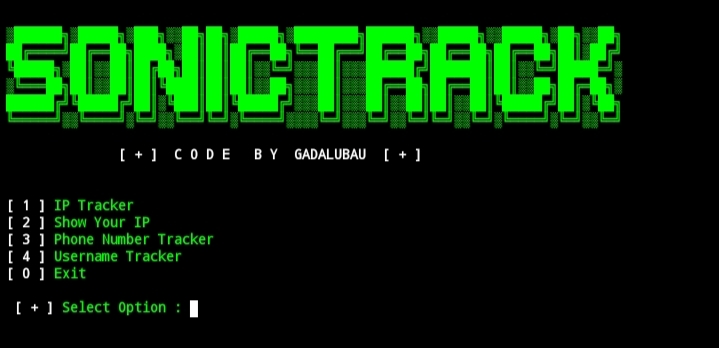 SONICTRACK
[ + ] C O D E B Y GADALUBAU [ + ]
[ 1 ] IP Tracker
[ 2 ] Show Your IP
[ 3 ] Phone Number Tracker
[ 4 ] Username Tracker
[ 0 ] Exit
[ + ] Select Option :